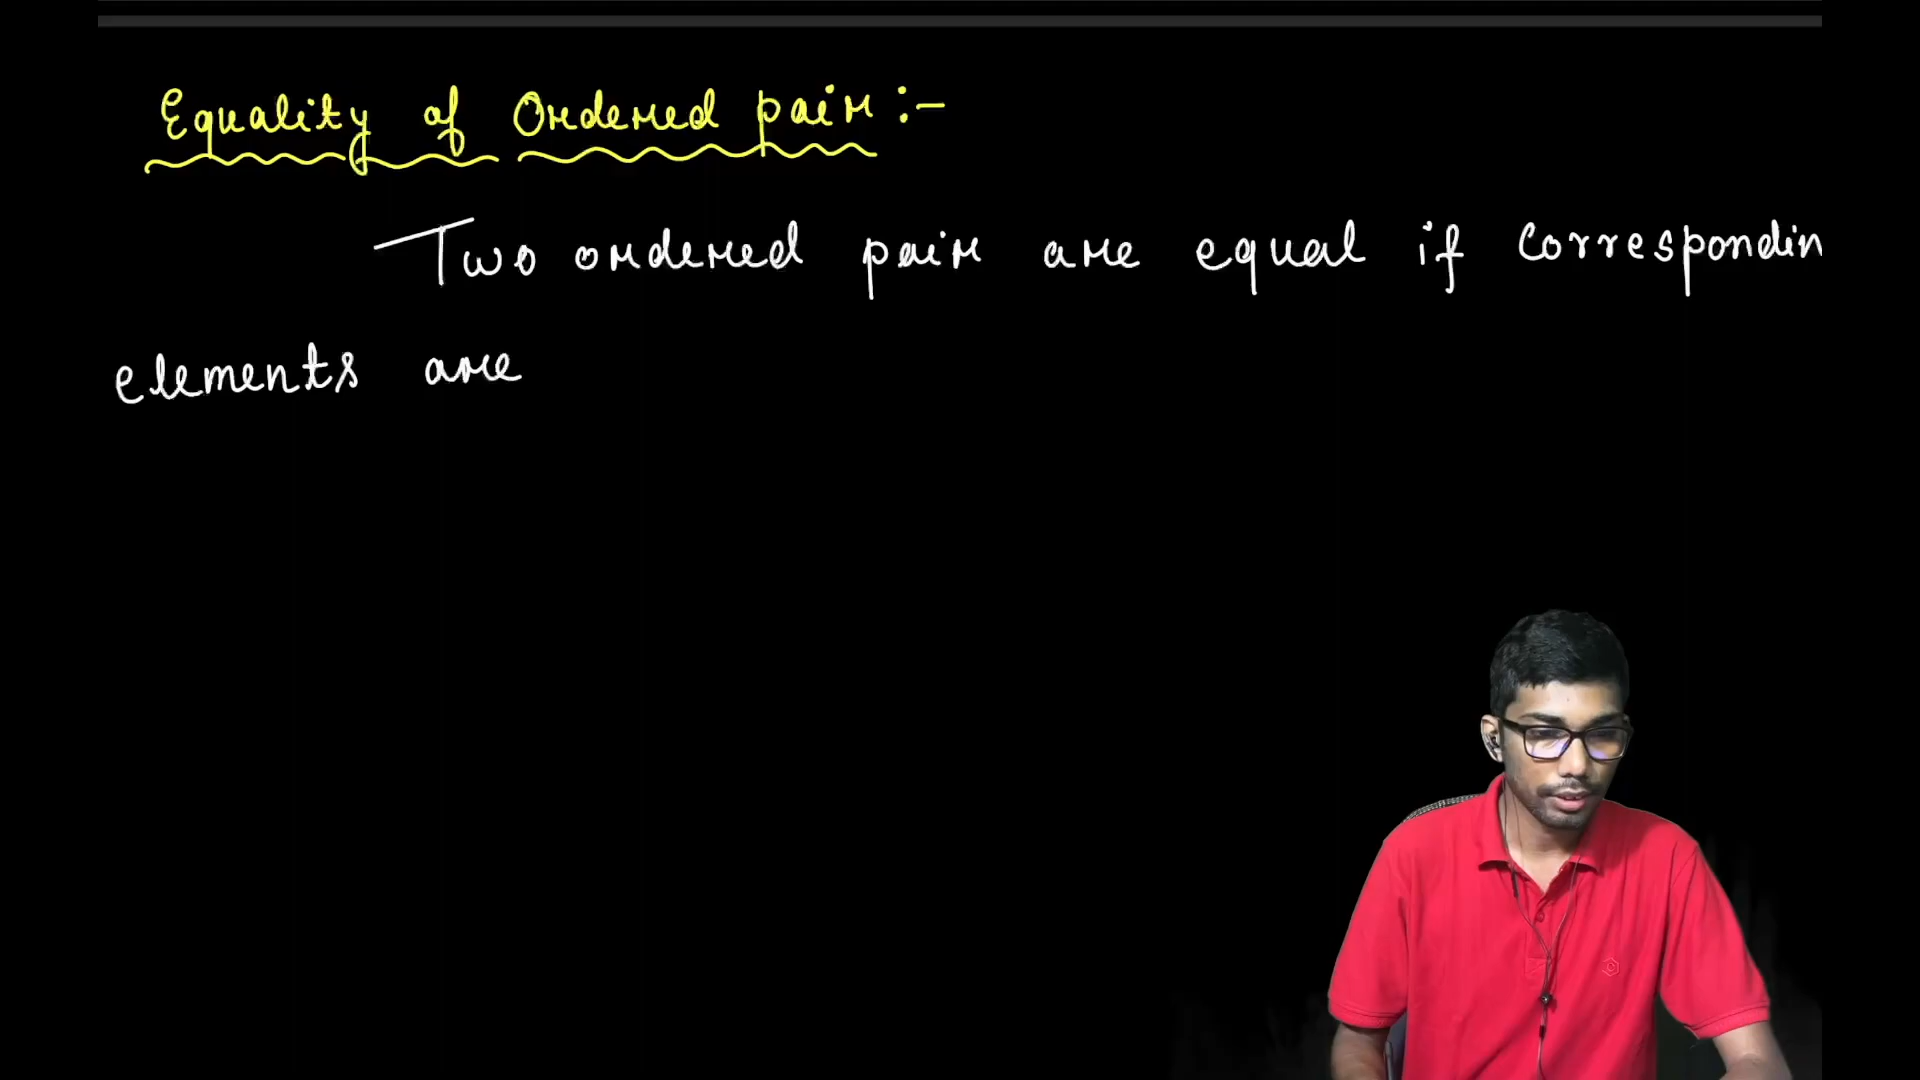 Equality of Ordered pair :-
Two ordered pair are equal if correspondin
elements are